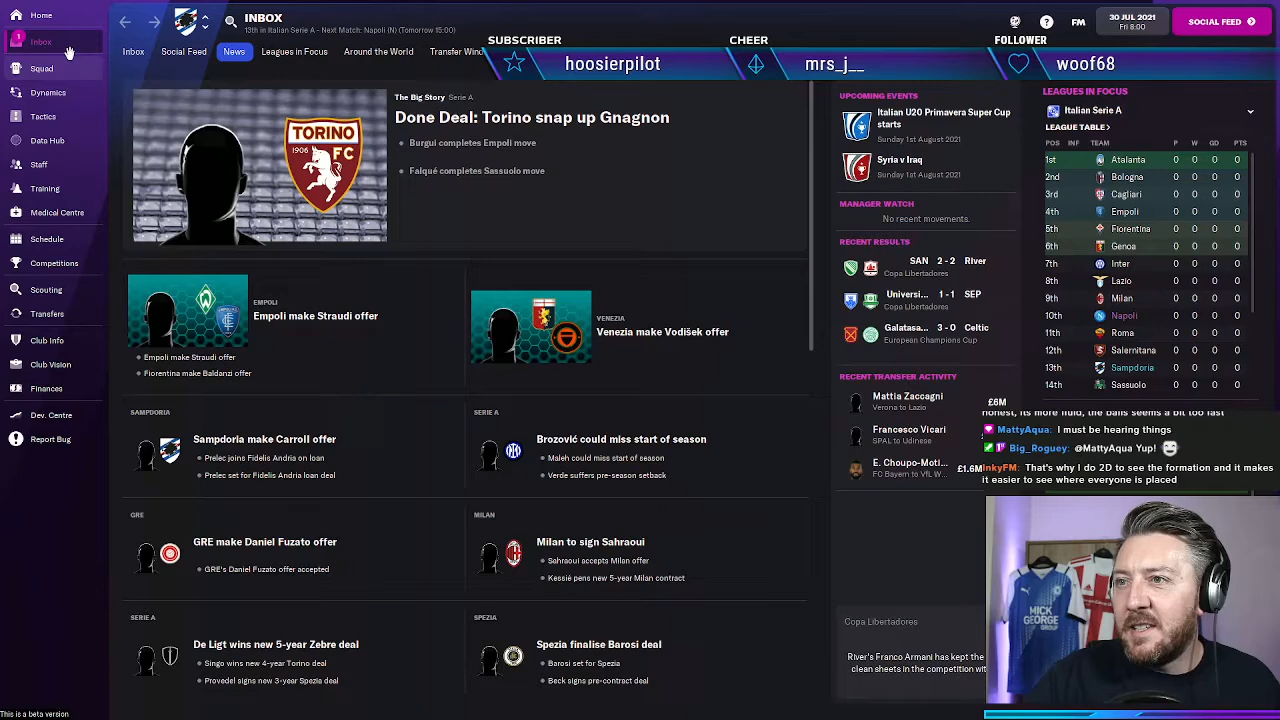 Home
INBOX
13th in Italian Serie A - Next Match: Napoli (N) (Tomorrow 15:00)
FM
30 JUL 2021
Fri 8:00
SOCIAL FEED
1
Inbox
Squad
Dynamics
Tactics
Data Hub
Staff
Training
Medical Centre
Schedule
Competitions
Scouting
Transfers
Club Info
Club Vision
Finances
Dev. Centre
Report Bug
This is a beta version
Inbox
Social Feed
News
Leagues in Focus
Around the World
Transfer Wind
SUBSCRIBER
hoosierpilot
CHEER
mrs_j__
FOLLOWER
woof68
TORINO
1906
FC
The Big Story Serie A
Done Deal: Torino snap up Gnagnon
Burgui completes Empoli move
Falqué completes Sassuolo move
EMPOLI
Empoli make Straudi offer
Empoli make Straudi offer
Fiorentina make Baldanzi offer
VENEZIA
Venezia make Vodišek offer
SAMPDORIA
Sampdoria make Carroll offer
Prelec joins Fidelis Andria on loan
Prelec set for Fidelis Andria loan deal
SERIE A
Brozović could miss start of season
Maleh could miss start of season
Verde suffers pre-season setback
GRE
GRE make Daniel Fuzato offer
GRE's Daniel Fuzato offer accepted
MILAN
Milan to sign Sahraoui
Sahraoui accepts Milan offer
Kessié pens new 5-year Milan contract
SERIE A
De Ligt wins new 5-year Zebre deal
Singo wins new 4-year Torino deal
Provedel signs new 3-year Spezia deal
SPEZIA
Spezia finalise Barosi deal
Barosi set for Spezia
Beck signs pre-contract deal
UPCOMING EVENTS
Italian U20 Primavera Super Cup
starts
Sunday 1st August 2021
Syria v Iraq
Sunday 1st August 2021
MANAGER WATCH
No recent movements.
RECENT RESULTS
SAN 2 - 2 River
Copa Libertadores
Universi... 1 - 1 SEP
Copa Libertadores
Galatasa... 3 - 0 Celtic
European Champions Cup
RECENT TRANSFER ACTIVITY
Mattia Zaccagni
Verona to Lazio
£6M
Francesco Vicari
SPAL to Udinese
E. Choupo-Moti...
FC Bayern to VfL W...
£1.6M
Copa Libertadores
River's Franco Armani has kept the
clean sheets in the competition wit
LEAGUES IN FOCUS
Italian Serie A
LEAGUE TABLE>
POS INF TEAM P W GD PTS
1st Atalanta 0 0 0 0
2nd Bologna 0 0 0 0
3rd Cagliari 0 0 0 0
4th Empoli 0 0 0 0
5th Fiorentina 0 0 0 0
6th Genoa 0 0 0 0
7th Inter 0 0 0 0
8th Lazio 0 0 0 0
9th Milan 0 0 0 0
10th Napoli 0 0 0 0
11th Roma 0 0 0 0
12th Salernitana 0 0 0 0
13th Sampdoria 0 0 0 0
14th Sassuolo 0 0 0 0
honest, its more fluid, the balls seems a bit too fast
MattyAqua: I must be hearing things
Big_Roguey: @MattyAqua Yup!
InkyFM: That's why I do 2D to see the formation and it makes
it easier to see where everyone is placed
MICK
GEORGE